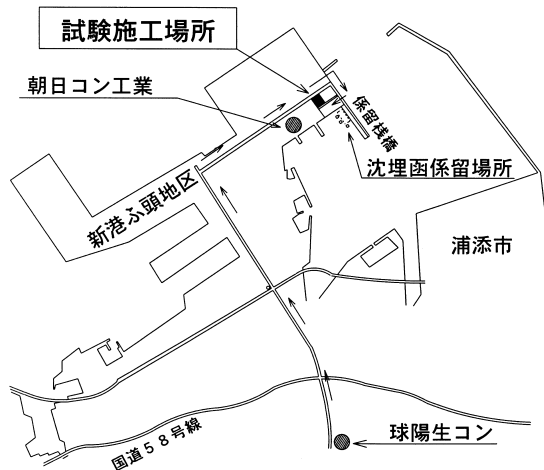 試験施工場所
朝日コン工業
係留桟橋
沈埋函係留場所
新港ふ頭地区
浦添市
国道58号線
球陽生コン